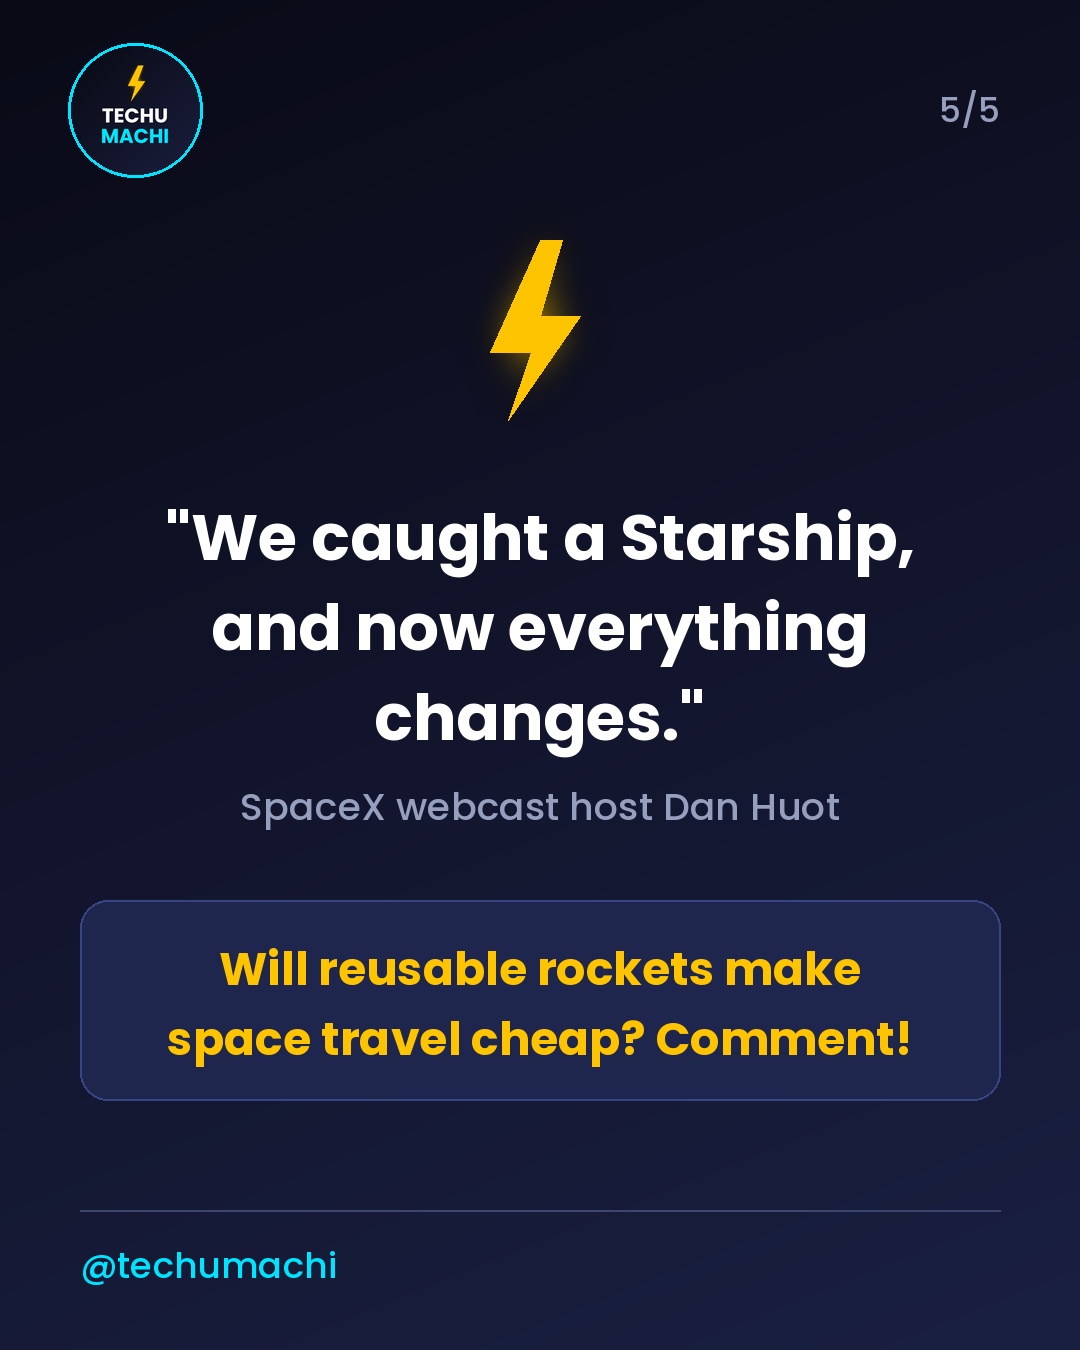 TECHU
MACHI
5/5
"We caught a Starship,
and now everything
changes."
SpaceX webcast host Dan Huot
Will reusable rockets make
space travel cheap? Comment!
@techumachi